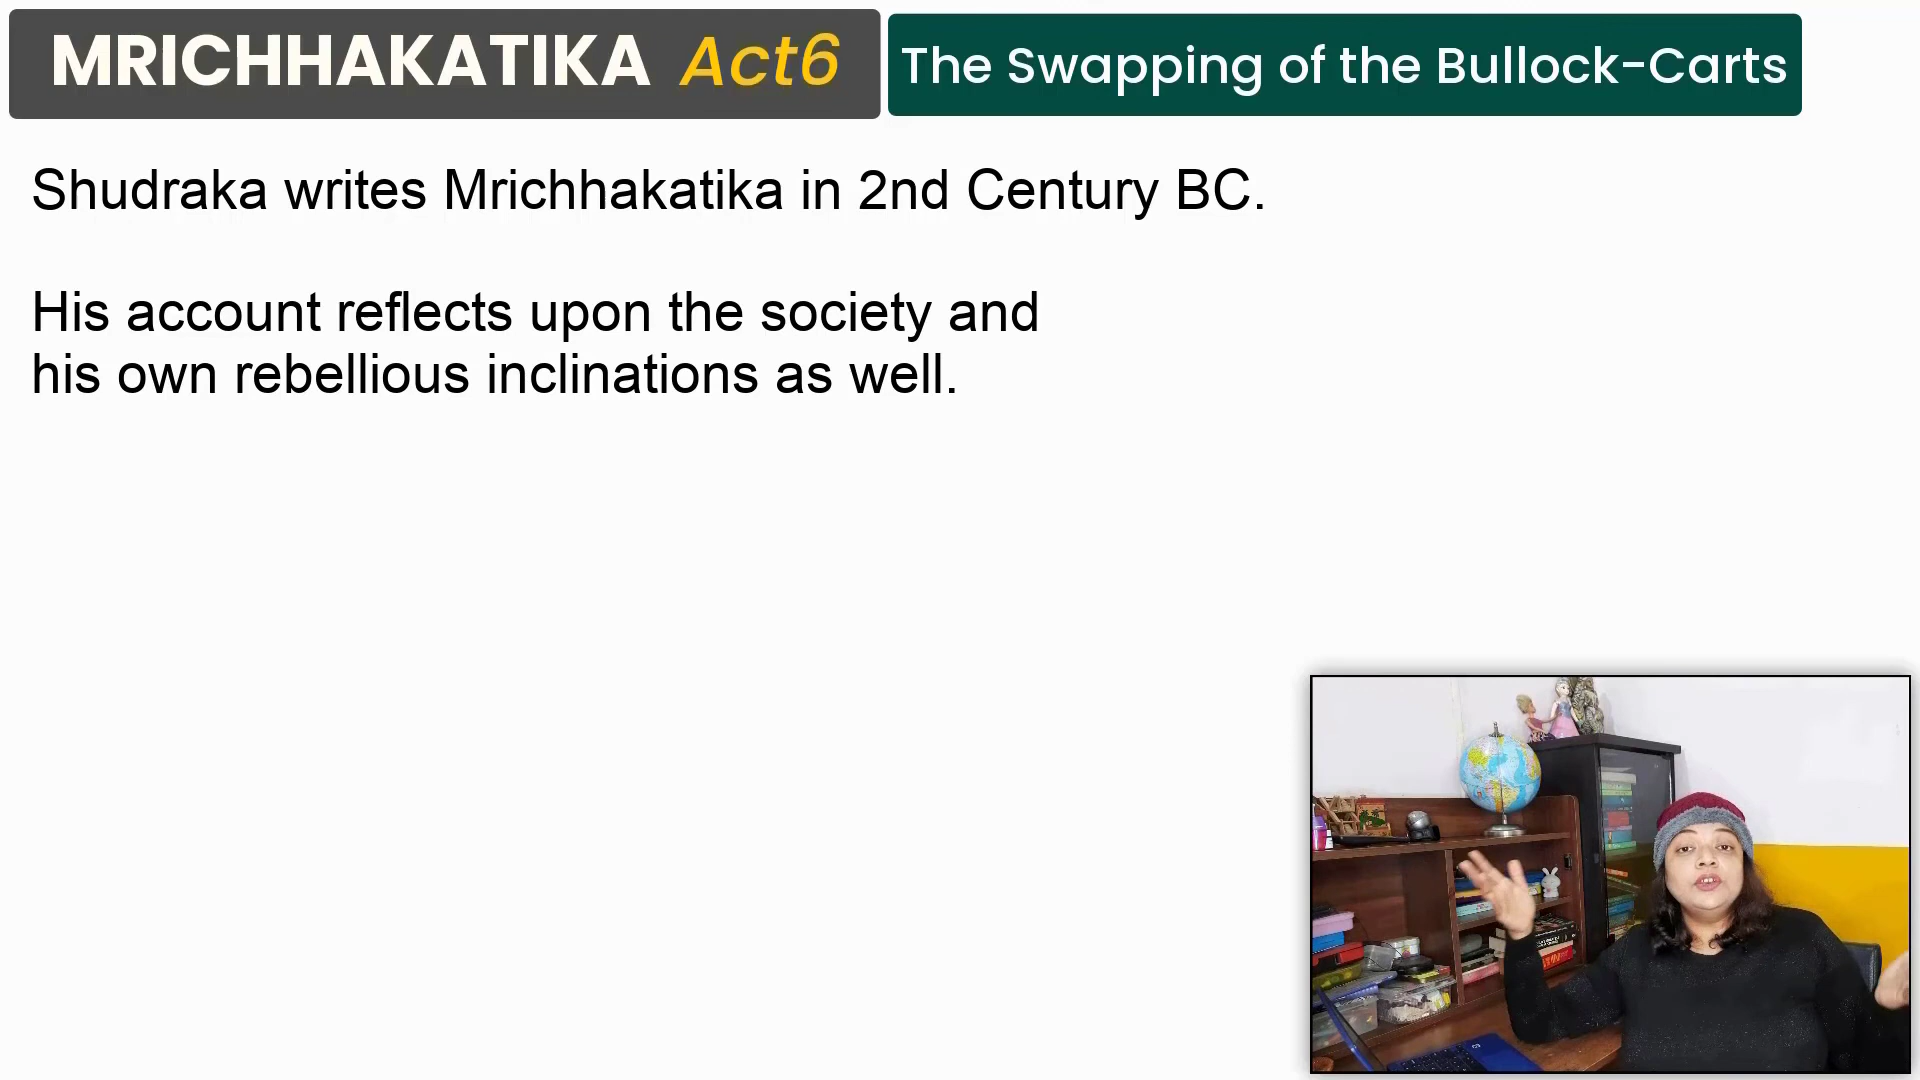 MRICHHAKATIKA Act6
The Swapping of the Bullock-Carts
Shudraka writes Mrichhakatika in 2nd Century BC.
His account reflects upon the society and
his own rebellious inclinations as well.